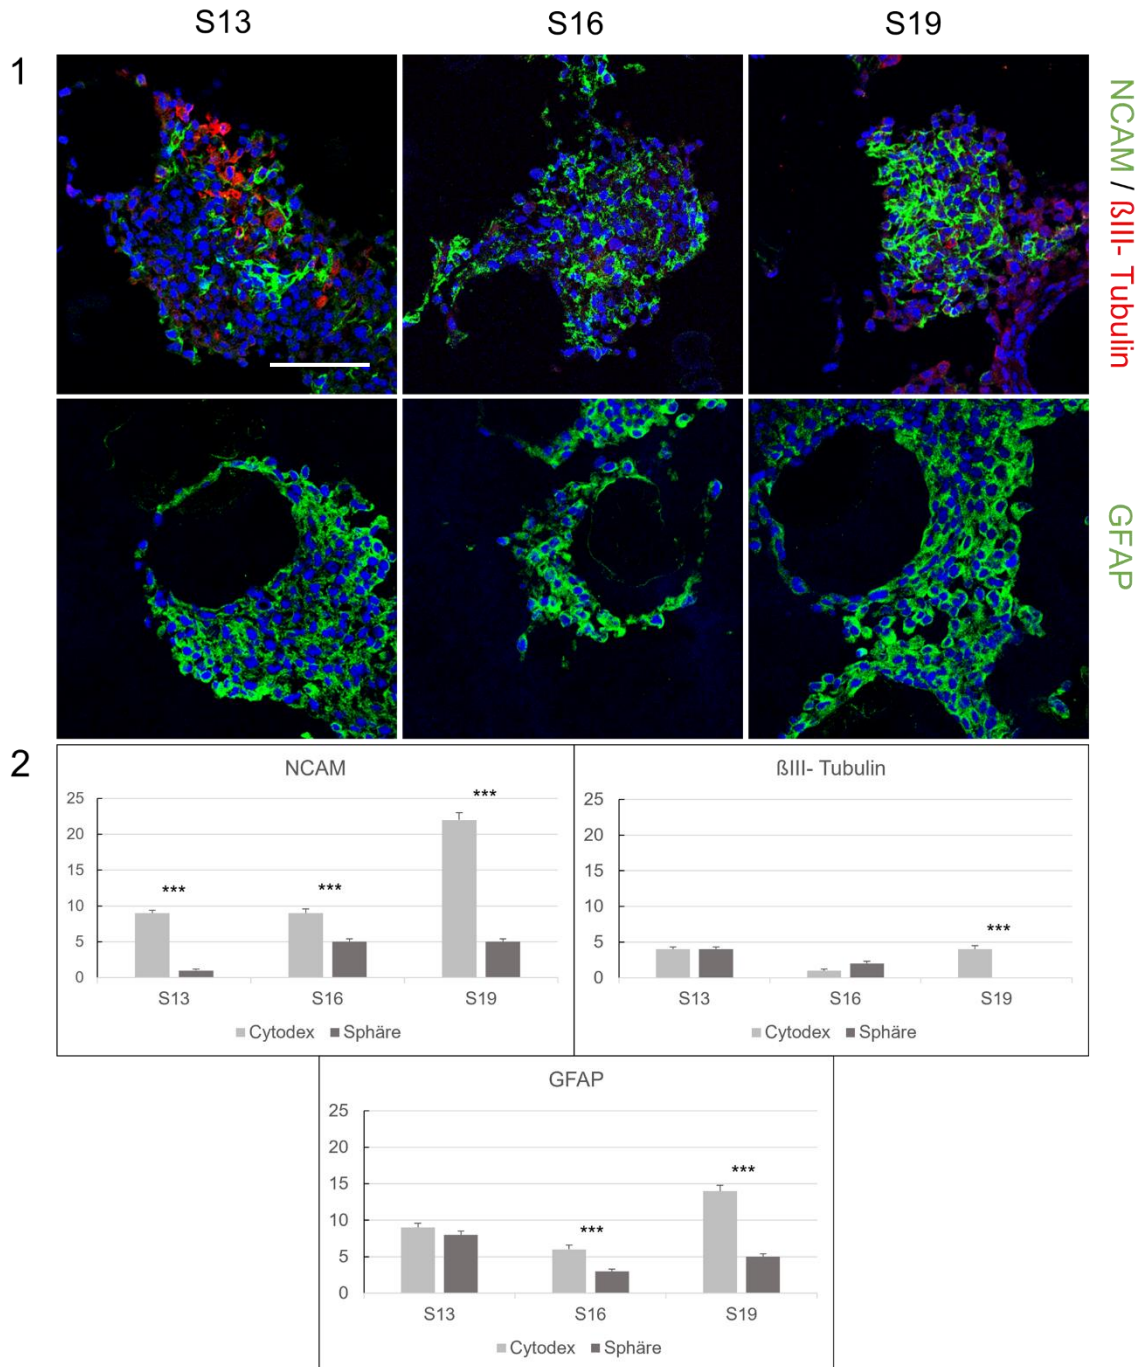 S13 S16 S19
1
NCAM / ßIII- Tubulin
GFAP
2
NCAM
25
20
15
10
5
0
***
***
***
S13 S16 S19
Cytodex Sphäre
ßIII- Tubulin
25
20
15
10
5
0
***
S13 S16 S19
Cytodex Sphäre
GFAP
25
20
15
10
5
0
***
***
S13 S16 S19
Cytodex Sphäre